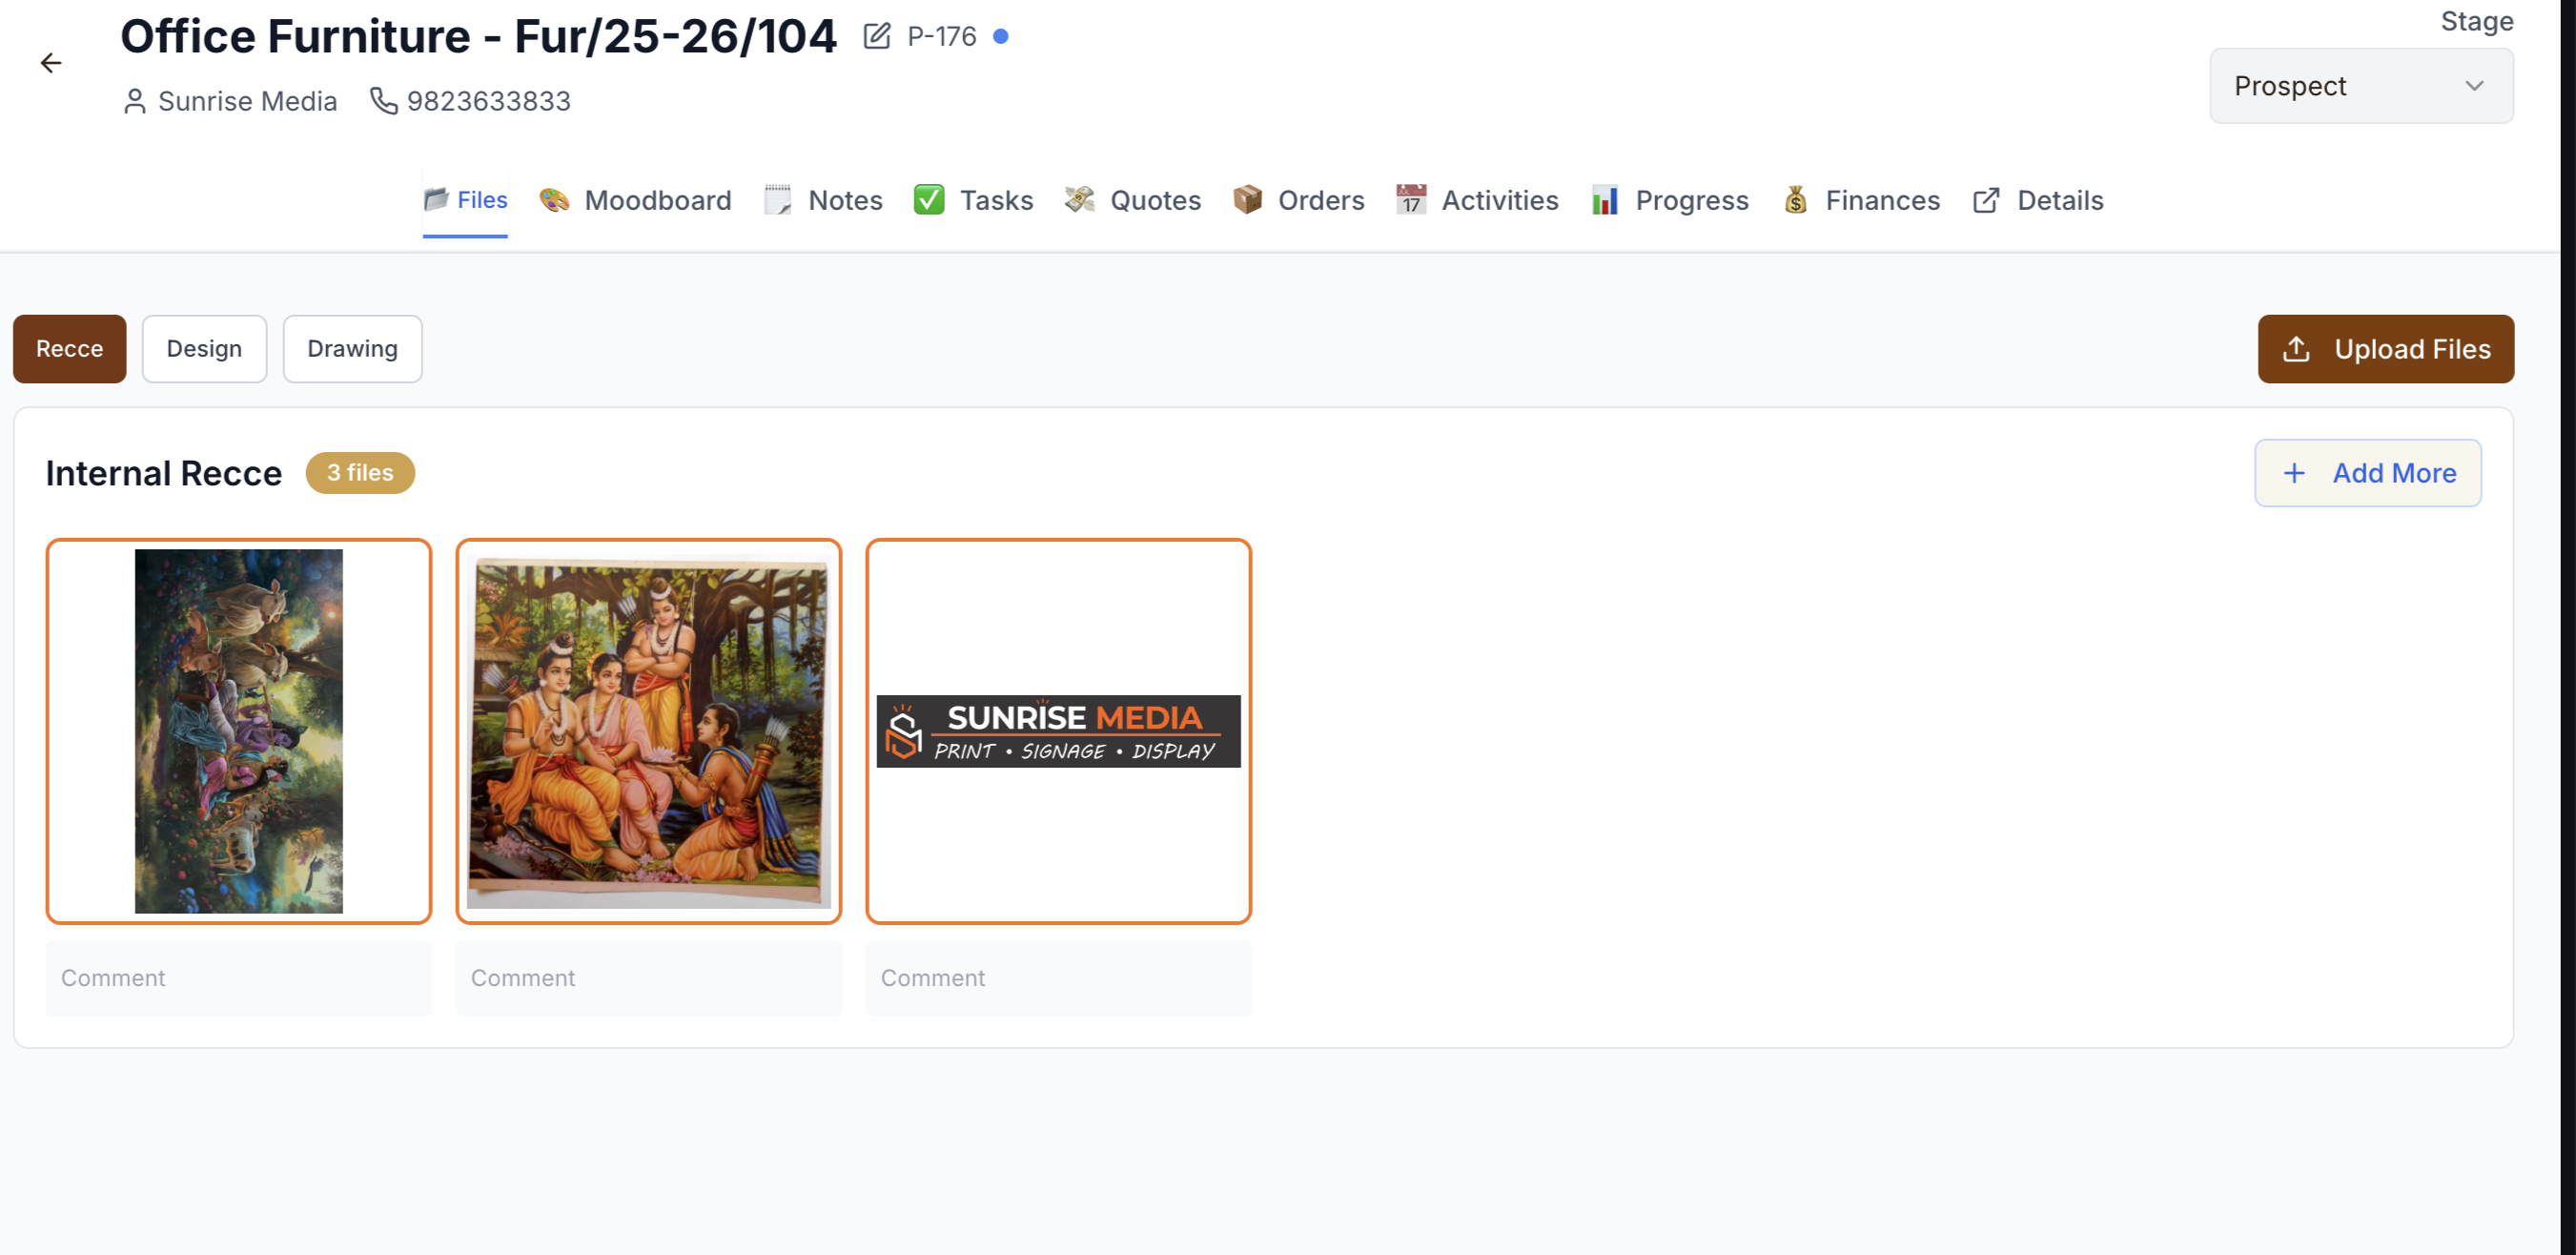 Office Furniture - Fur/25-26/104 P-176
Sunrise Media 9823633833
Stage
Prospect
Files Moodboard Notes Tasks Quotes Orders 17 Activities Progress Finances Details
Recce Design Drawing Upload Files
Internal Recce 3 files + Add More
SUNRISE MEDIA
PRINT • SIGNAGE • DISPLAY
Comment Comment Comment